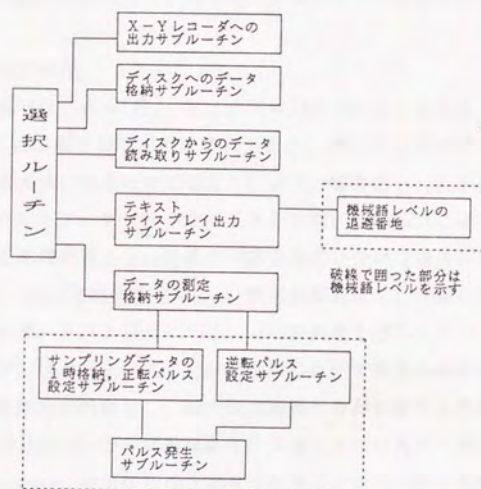 X-Yレコーダへの
出力サブルーチン
ディスクへのデータ
格納サブルーチン
選択ルーチン
ディスクからのデータ
読み取りサブルーチン
テキスト
ディスプレイ出力
サブルーチン
機械語レベルの
退避番地
破線で囲った部分は
機械語レベルを示す
データの測定
格納サブルーチン
サンプリングデータの
1時格納,正転パルス
設定サブルーチン
逆転パルス
設定サブルーチン
パルス発生
サブルーチン